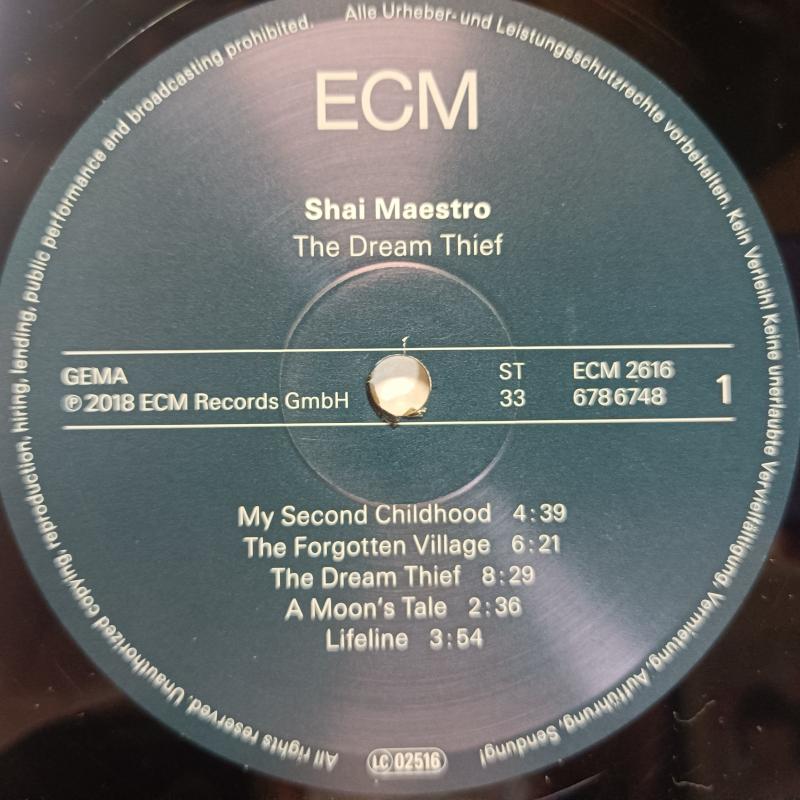 ECM
Shai Maestro
The Dream Thief
GEMA
℗ 2018 ECM Records GmbH
ST
33
ECM 2616
6786748
1
My Second Childhood 4:39
The Forgotten Village 6:21
The Dream Thief 8:29
A Moon's Tale 2:36
Lifeline 3:54
LC 02516
All rights reserved. Unauthorized copying, reproduction, hiring, lending, public performance and broadcasting prohibited.
Alle Urheber- und Leistungsschutzrechte vorbehalten. Kein Verleih! Keine unerlaubte Vervielfältigung, Vermietung, Aufführung, Sendung!